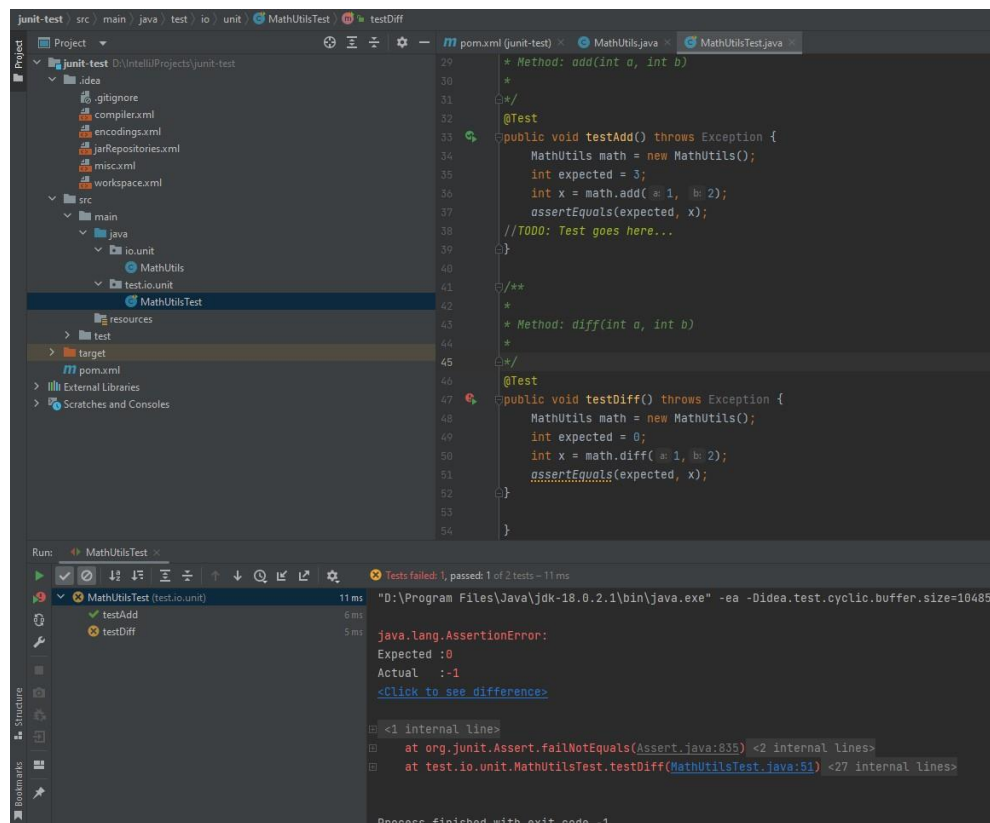 junit-test src main java test io unit MathUtilsTest testDiff
Project
pom.xml (junit-test) MathUtils.java MathUtilsTest.java
Project
junit-test D:\IntelliJProjects\junit-test
.idea
.gitignore
compiler.xml
encodings.xml
jarRepositories.xml
misc.xml
workspace.xml
src
main
java
io.unit
MathUtils
test.io.unit
MathUtilsTest
resources
test
target
pom.xml
External Libraries
Scratches and Consoles
29 * Method: add(int a, int b)
30 *
31 */
32 @Test
33 public void testAdd() throws Exception {
34 MathUtils math = new MathUtils();
35 int expected = 3;
36 int x = math.add( a: 1, b: 2);
37 assertEquals(expected, x);
38 //TODO: Test goes here...
39 }
40
41 /**
42 *
43 * Method: diff(int a, int b)
44 *
45 */
46 @Test
47 public void testDiff() throws Exception {
48 MathUtils math = new MathUtils();
49 int expected = 0;
50 int x = math.diff( a: 1, b: 2);
51 assertEquals(expected, x);
52 }
53
54 }
Run: MathUtilsTest
Tests failed: 1, passed: 1 of 2 tests – 11 ms
MathUtilsTest (test.io.unit) 11 ms
testAdd 6 ms
testDiff 5 ms
"D:\Program Files\Java\jdk-18.0.2.1\bin\java.exe" -ea -Didea.test.cyclic.buffer.size=10485
java.lang.AssertionError:
Expected :0
Actual :-1
<Click to see difference>
<1 internal line>
at org.junit.Assert.failNotEquals(Assert.java:835) <2 internal lines>
at test.io.unit.MathUtilsTest.testDiff(MathUtilsTest.java:51) <27 internal lines>
Process finished with exit code -1
Structure
Bookmarks